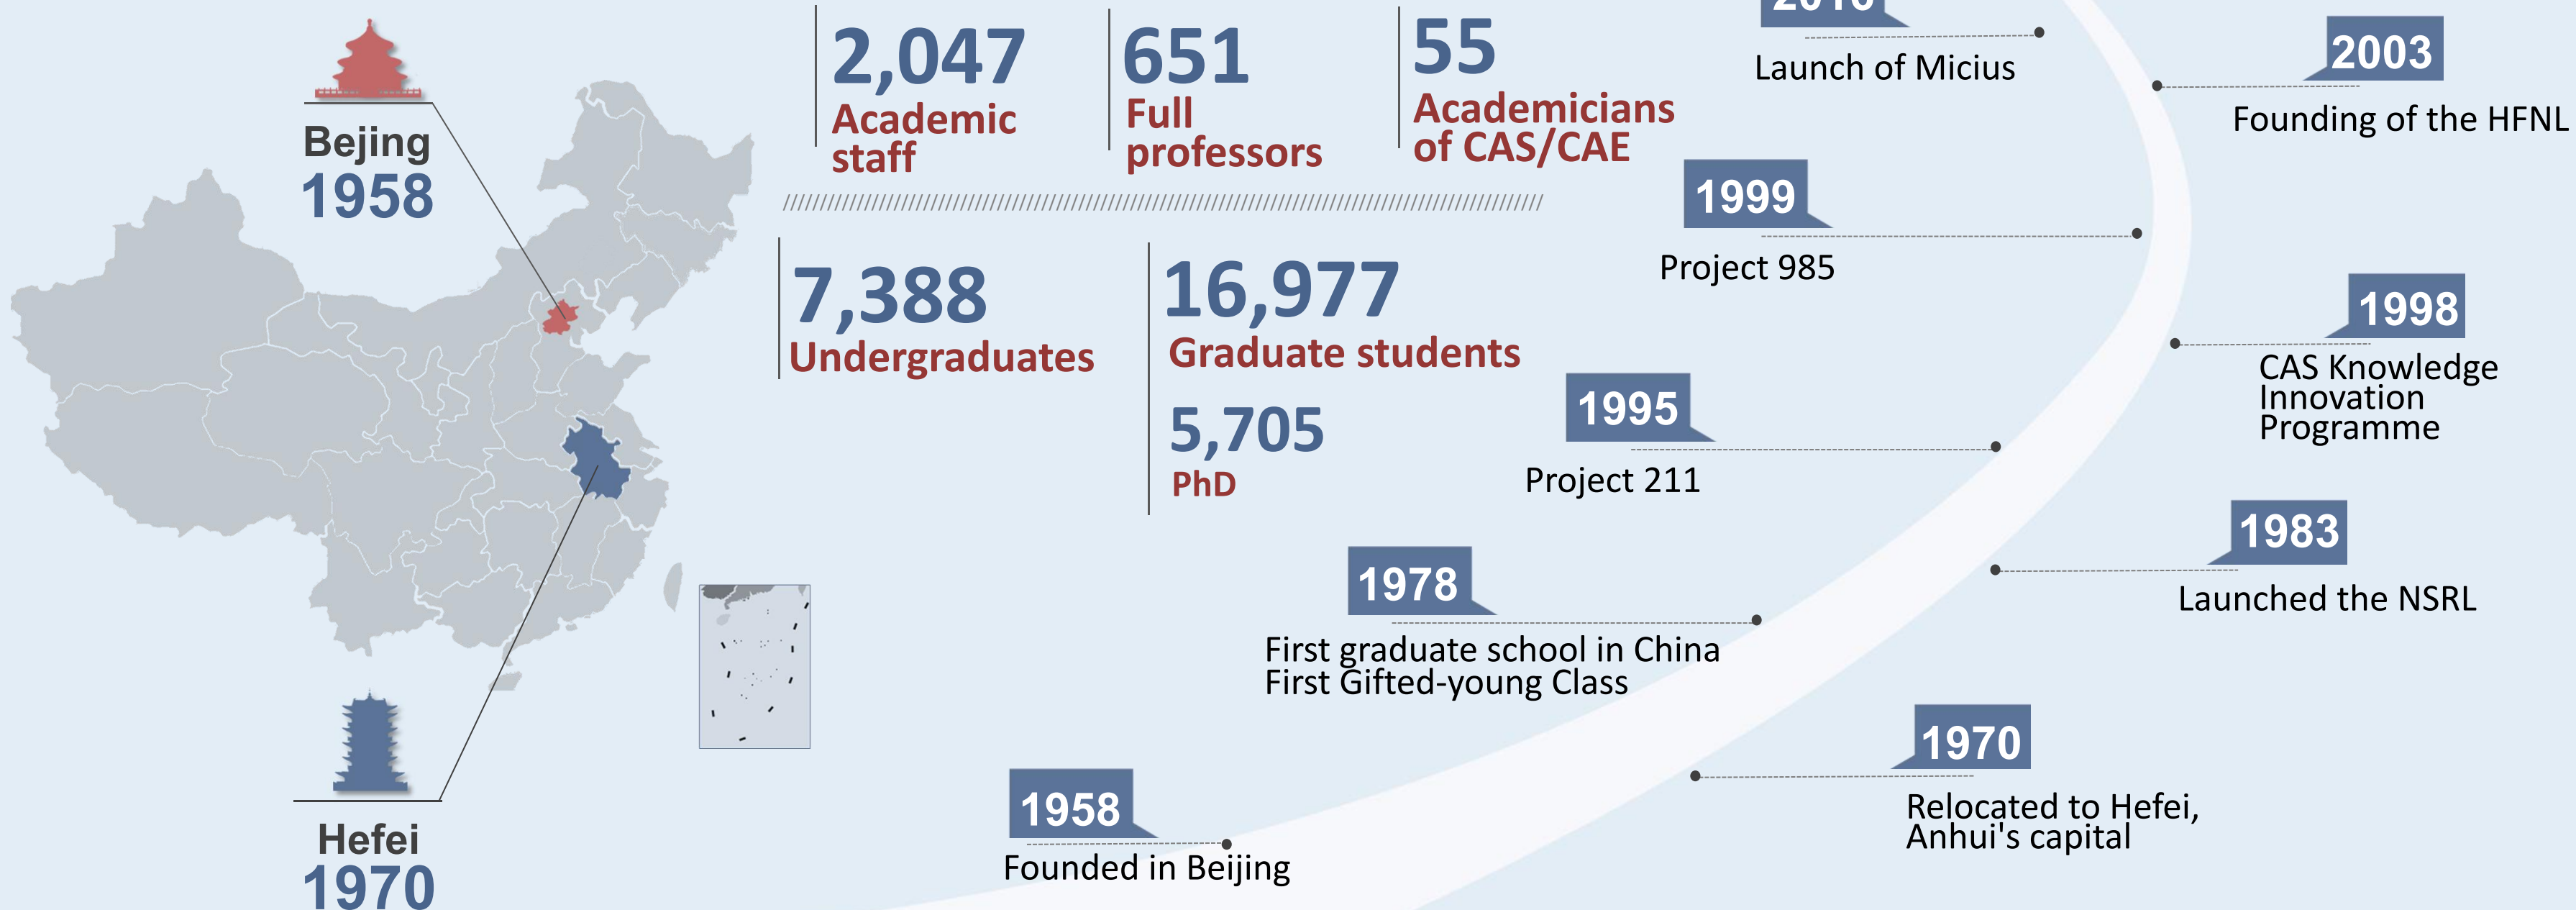 Bejing
1958
Hefei
1970
2,047
Academic
staff
651
Full
professors
55
Academicians
of CAS/CAE
7,388
Undergraduates
16,977
Graduate students
5,705
PhD
2016
Launch of Micius
2003
Founding of the HFNL
1999
Project 985
1998
CAS Knowledge
Innovation
Programme
1995
Project 211
1983
Launched the NSRL
1978
First graduate school in China
First Gifted-young Class
1970
Relocated to Hefei,
Anhui's capital
1958
Founded in Beijing